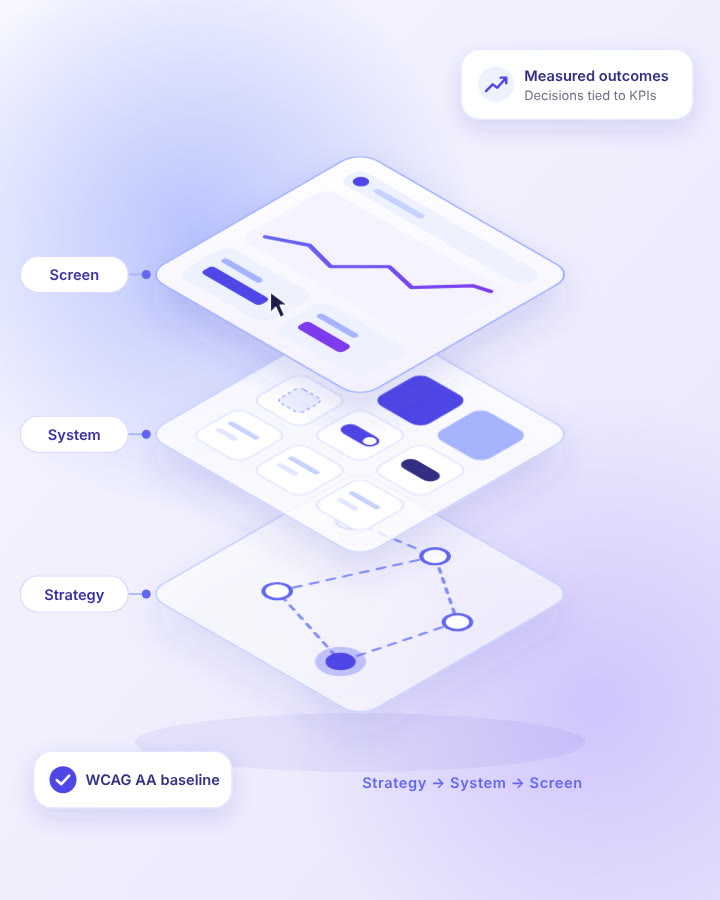 Measured outcomes
Decisions tied to KPIs
Screen
System
Strategy
WCAG AA baseline
Strategy → System → Screen